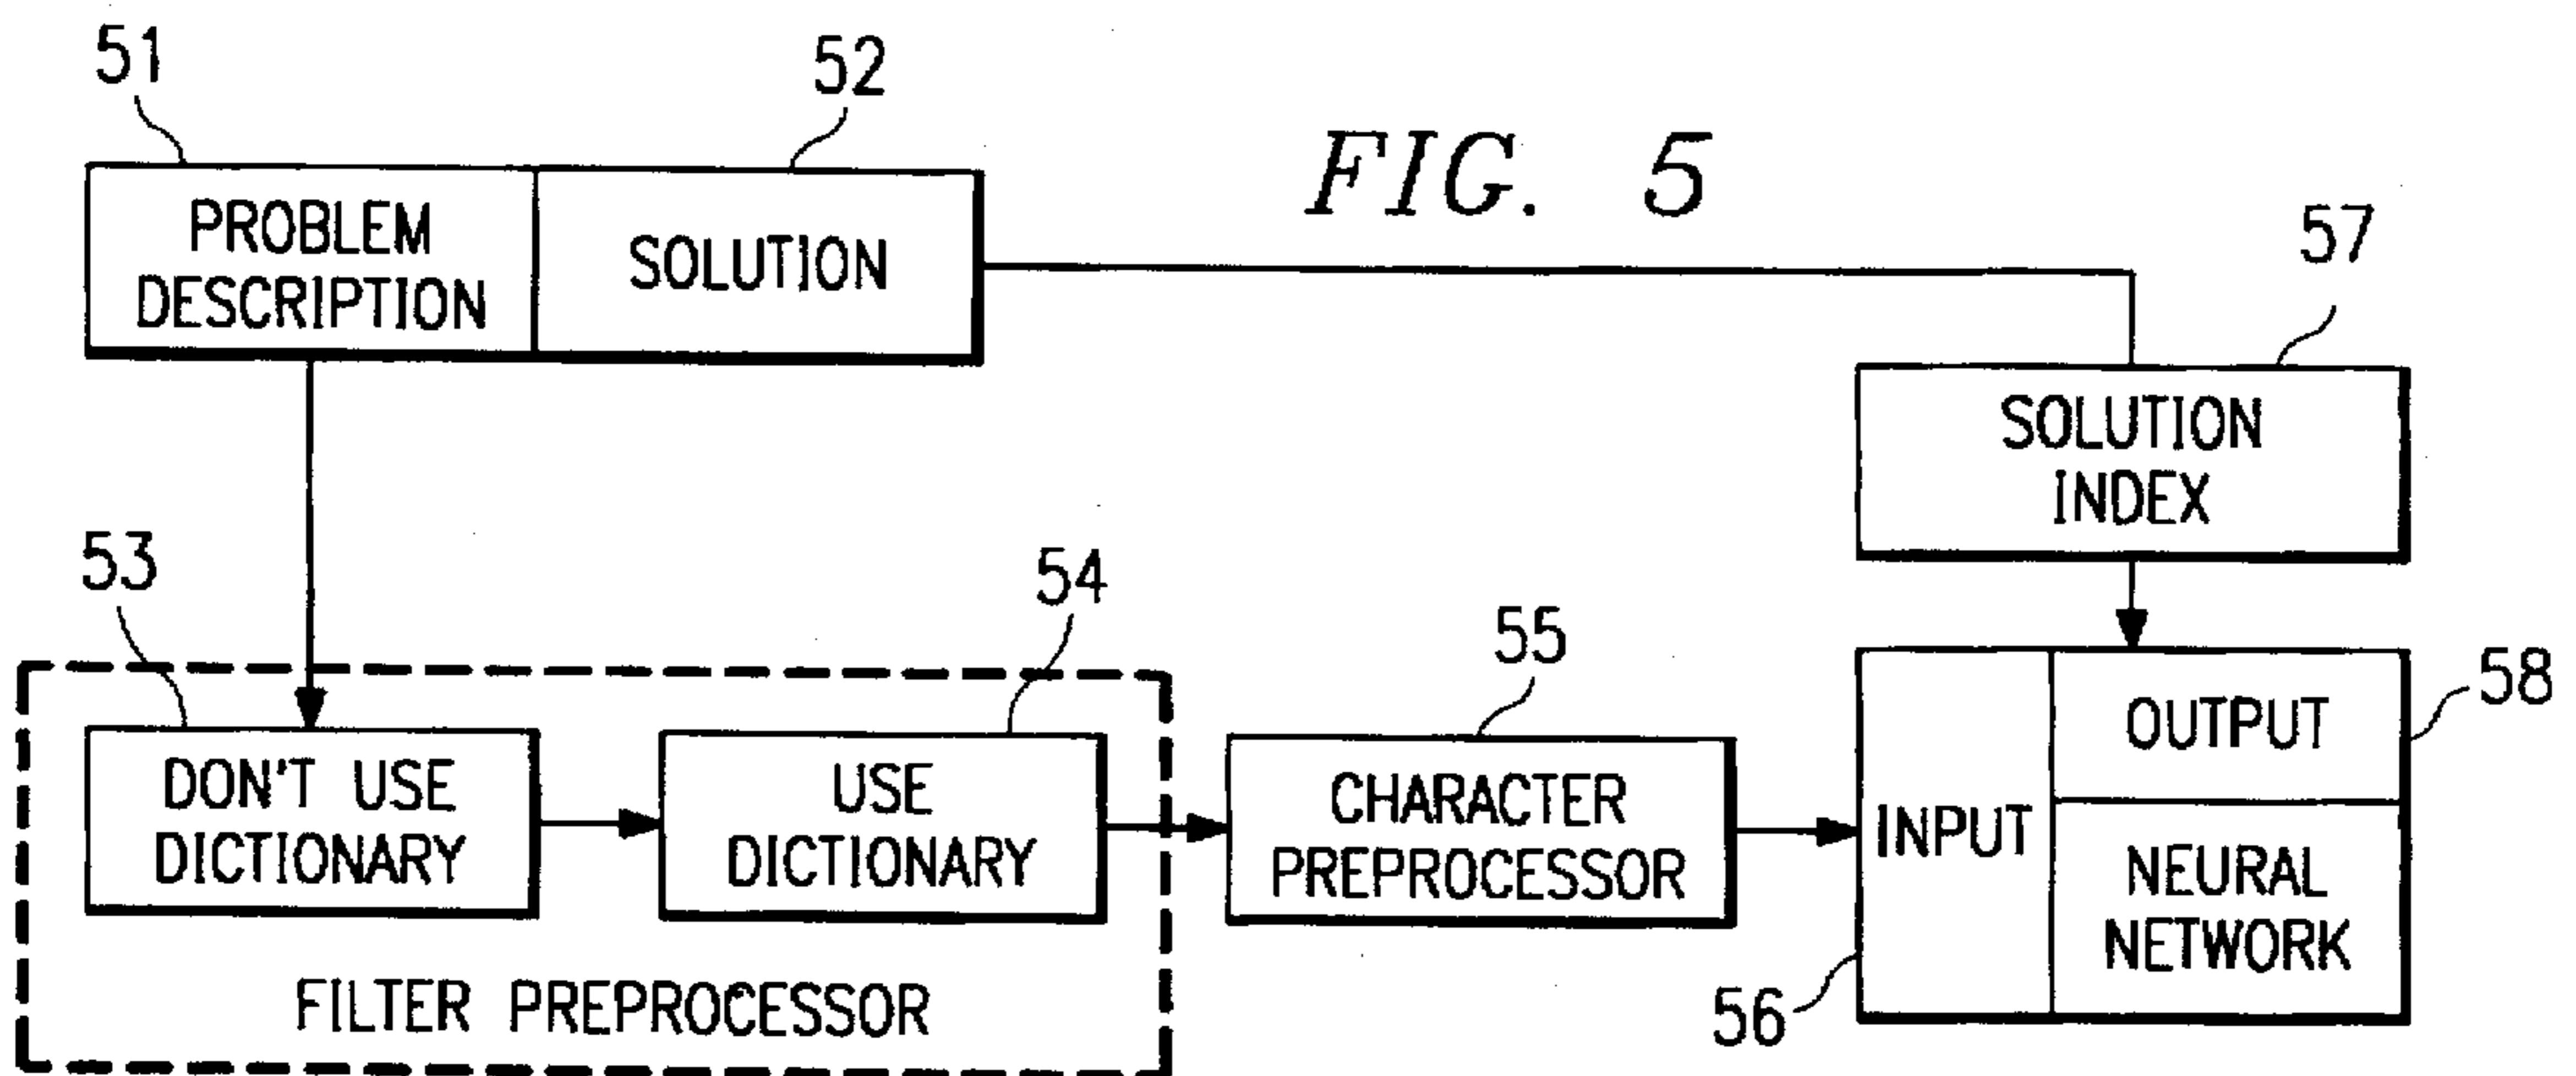 51
52
FIG. 5
PROBLEM
DESCRIPTION
SOLUTION
57
SOLUTION
INDEX
53
54
55
58
DON'T USE
DICTIONARY
USE
DICTIONARY
CHARACTER
PREPROCESSOR
INPUT
OUTPUT
NEURAL
NETWORK
56
FILTER PREPROCESSOR